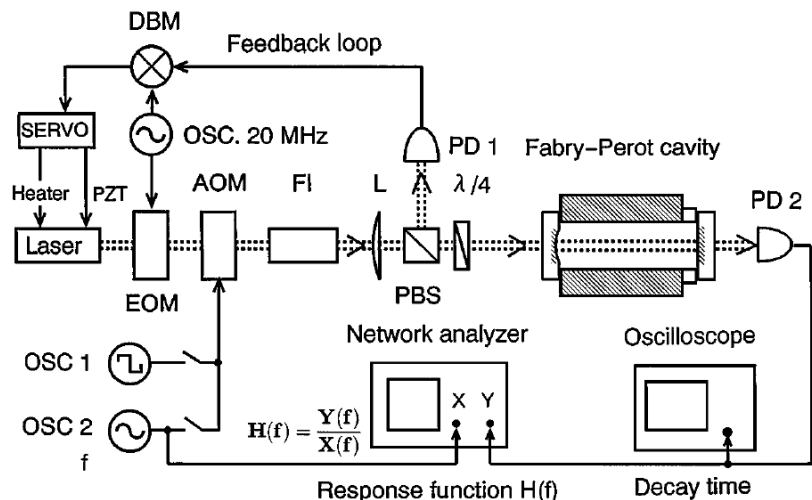 DBM
Feedback loop
SERVO
OSC. 20 MHz
PD 1
Fabry-Perot cavity
Heater
PZT
AOM
FI
L
λ/4
PD 2
Laser
EOM
PBS
Network analyzer
Oscilloscope
OSC 1
X Y
OSC 2
H(f) = Y(f)/X(f)
f
Response function H(f)
Decay time